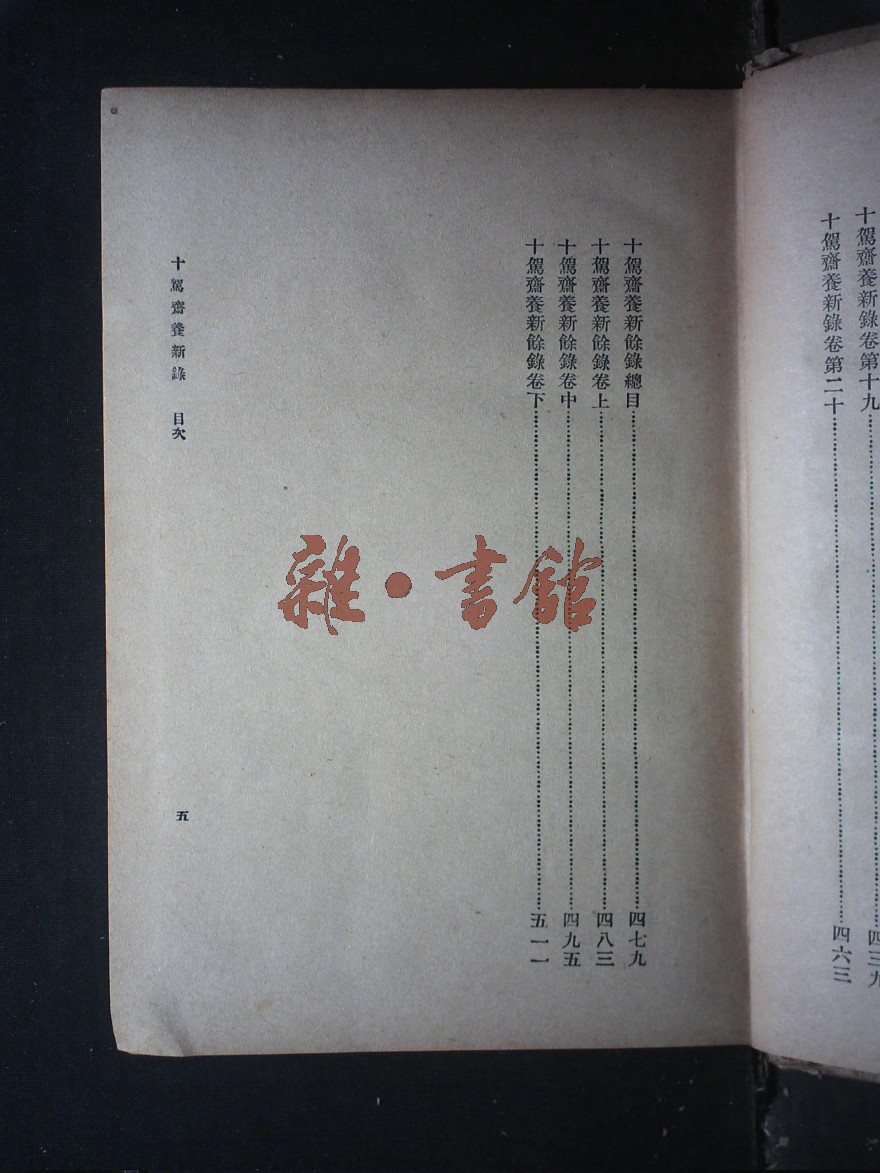 十駕齋養新錄卷第十九……四三九
十駕齋養新錄卷第二十……四六三
十駕齋養新餘錄總目……四七九
十駕齋養新餘錄卷上……四八三
十駕齋養新餘錄卷中……四九五
十駕齋養新餘錄卷下……五一一
十駕齋養新錄 目次
五
雜·書館